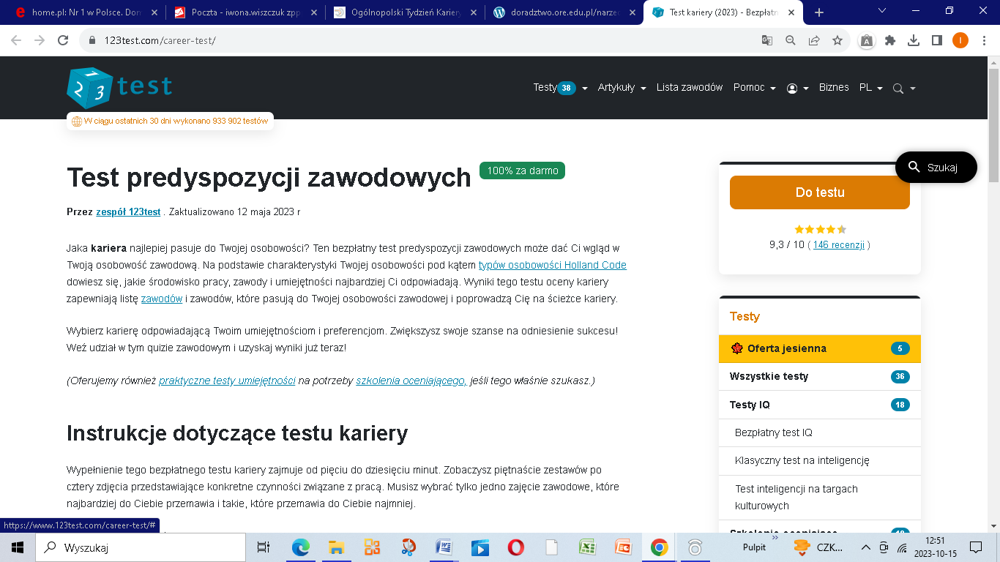 home.pl: Nr 1 w Polsce. Dom
Poczta - iwona.wiszczuk zpp
Ogólnopolski Tydzień Kariery
doradztwo.ore.edu.pl/narzed
Test kariery (2023) - Bezpłatn
123test.com/career-test/
A
I
123
test
Testy 38
Artykuły
Lista zawodów
Pomoc
Biznes
PL
W ciągu ostatnich 30 dni wykonano 933 902 testów
Szukaj
Test predyspozycji zawodowych
100% za darmo
Przez zespół 123test . Zaktualizowano 12 maja 2023 r
Jaka kariera najlepiej pasuje do Twojej osobowości? Ten bezpłatny test predyspozycji zawodowych może dać Ci wgląd w
Twoją osobowość zawodową. Na podstawie charakterystyki Twojej osobowości pod kątem typów osobowości Holland Code
dowiesz się, jakie środowisko pracy, zawody i umiejętności najbardziej Ci odpowiadają. Wyniki tego testu oceny kariery
zapewniają listę zawodów i zawodów, które pasują do Twojej osobowości zawodowej i poprowadzą Cię na ścieżce kariery.
Wybierz karierę odpowiadającą Twoim umiejętnościom i preferencjom. Zwiększysz swoje szanse na odniesienie sukcesu!
Weź udział w tym quizie zawodowym i uzyskaj wyniki już teraz!
(Oferujemy również praktyczne testy umiejętności na potrzeby szkolenia oceniającego, jeśli tego właśnie szukasz.)
Instrukcje dotyczące testu kariery
Wypełnienie tego bezpłatnego testu kariery zajmuje od pięciu do dziesięciu minut. Zobaczysz piętnaście zestawów po
cztery zdjęcia przedstawiające konkretne czynności związane z pracą. Musisz wybrać tylko jedno zajęcie zawodowe, które
najbardziej do Ciebie przemawia i takie, które przemawia do Ciebie najmniej.
Do testu
9,3 / 10 ( 146 recenzji )
Testy
Oferta jesienna 5
Wszystkie testy 36
Testy IQ 18
Bezpłatny test IQ
Klasyczny test na inteligencję
Test inteligencji na targach
kulturowych
https://www.123test.com/career-test/#
Wyszukaj
Pulpit
CZK...
12:51
2023-10-15